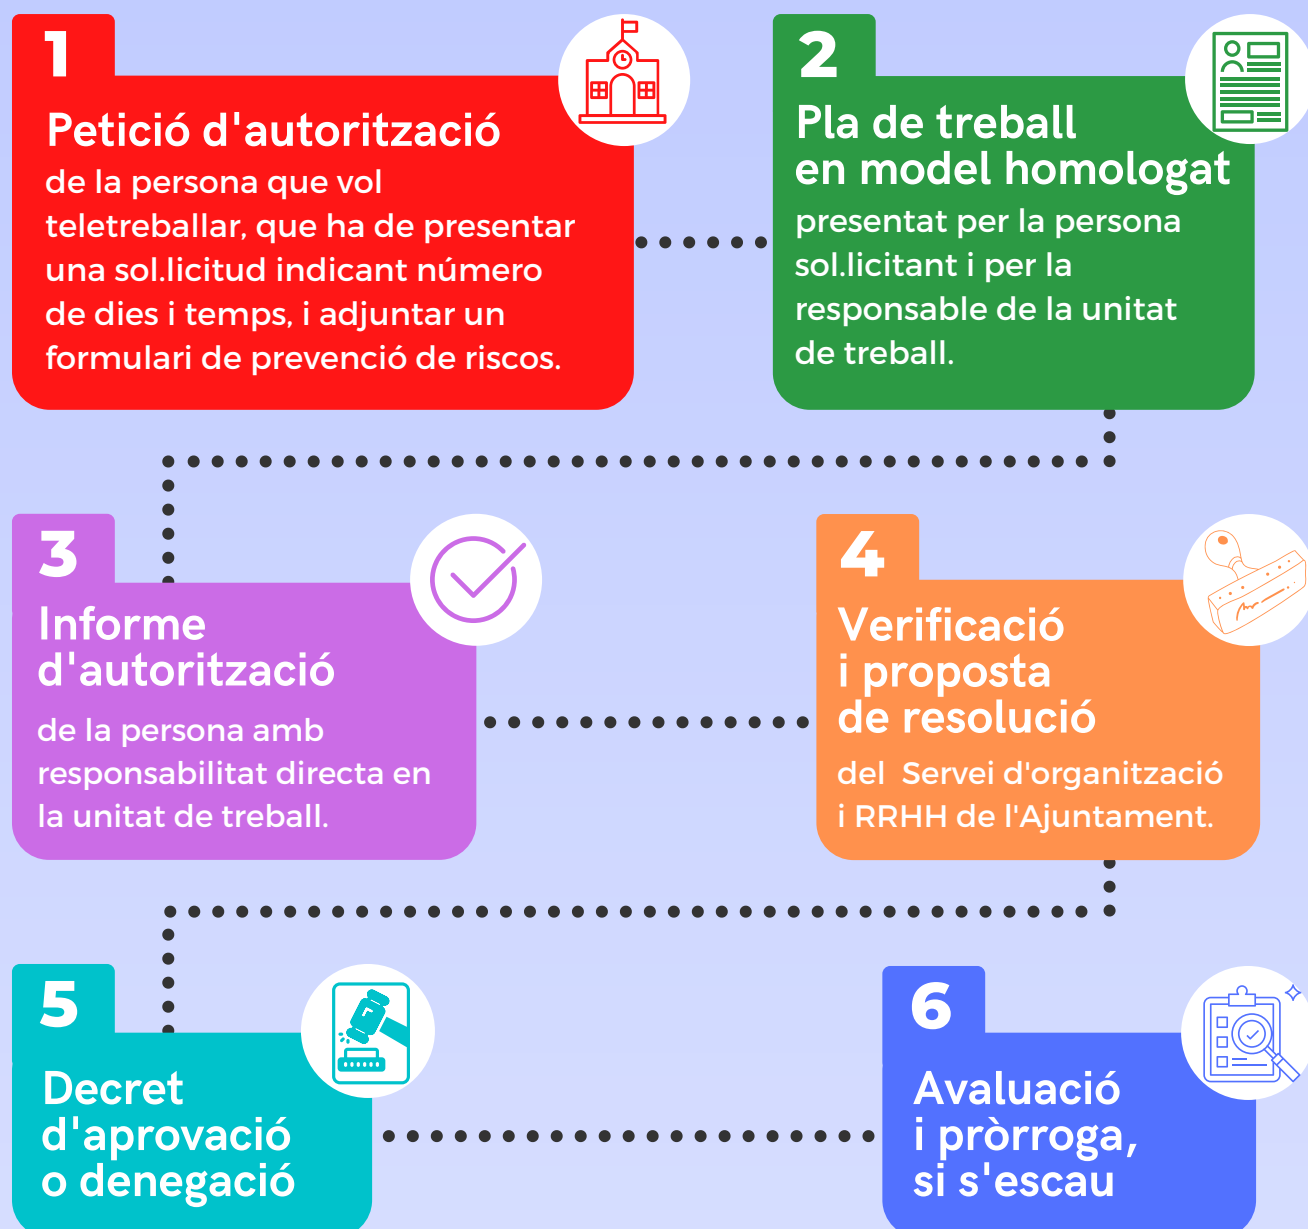 1
Petició d'autorització
de la persona que vol
teletreballar, que ha de presentar
una sol.licitud indicant número
de dies i temps, i adjuntar un
formulari de prevenció de riscos.
2
Pla de treball
en model homologat
presentat per la persona
sol.licitant i per la
responsable de la unitat
de treball.
3
Informe
d'autorització
de la persona amb
responsabilitat directa en
la unitat de treball.
4
Verificació
i proposta
de resolució
del  Servei d'organització
i RRHH de l'Ajuntament.
5
Decret
d'aprovació
o denegació
6
Avaluació
i pròrroga,
si s'escau